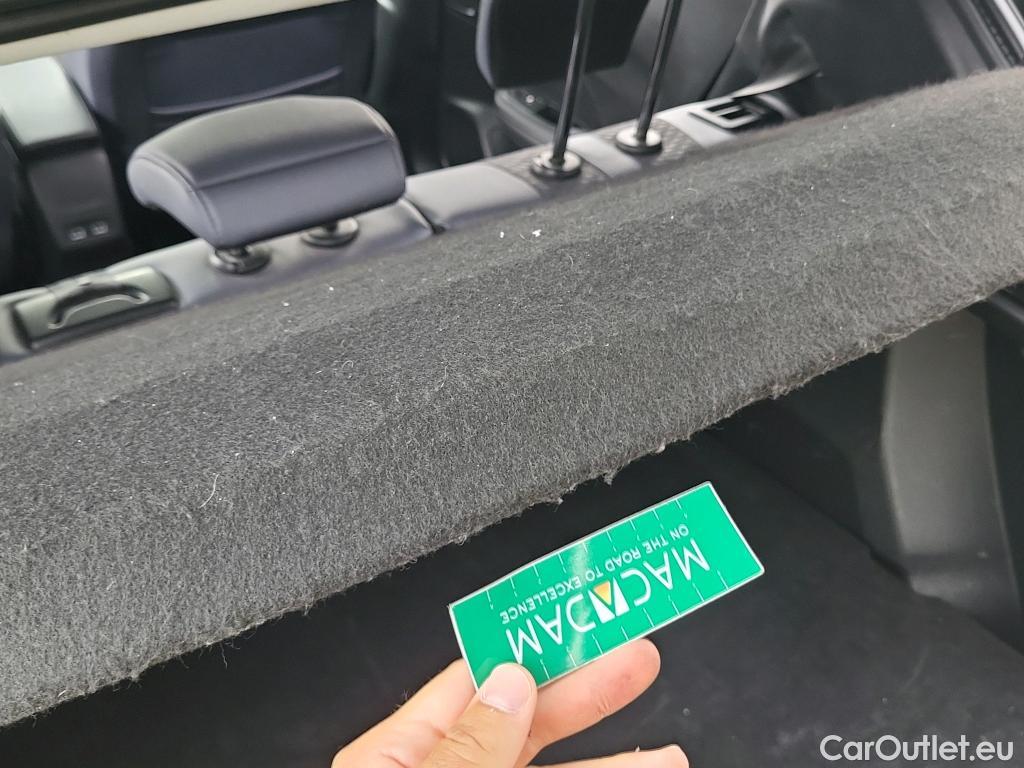 MACADAM
ON THE ROAD TO EXCELLENCE
CarOutlet.eu